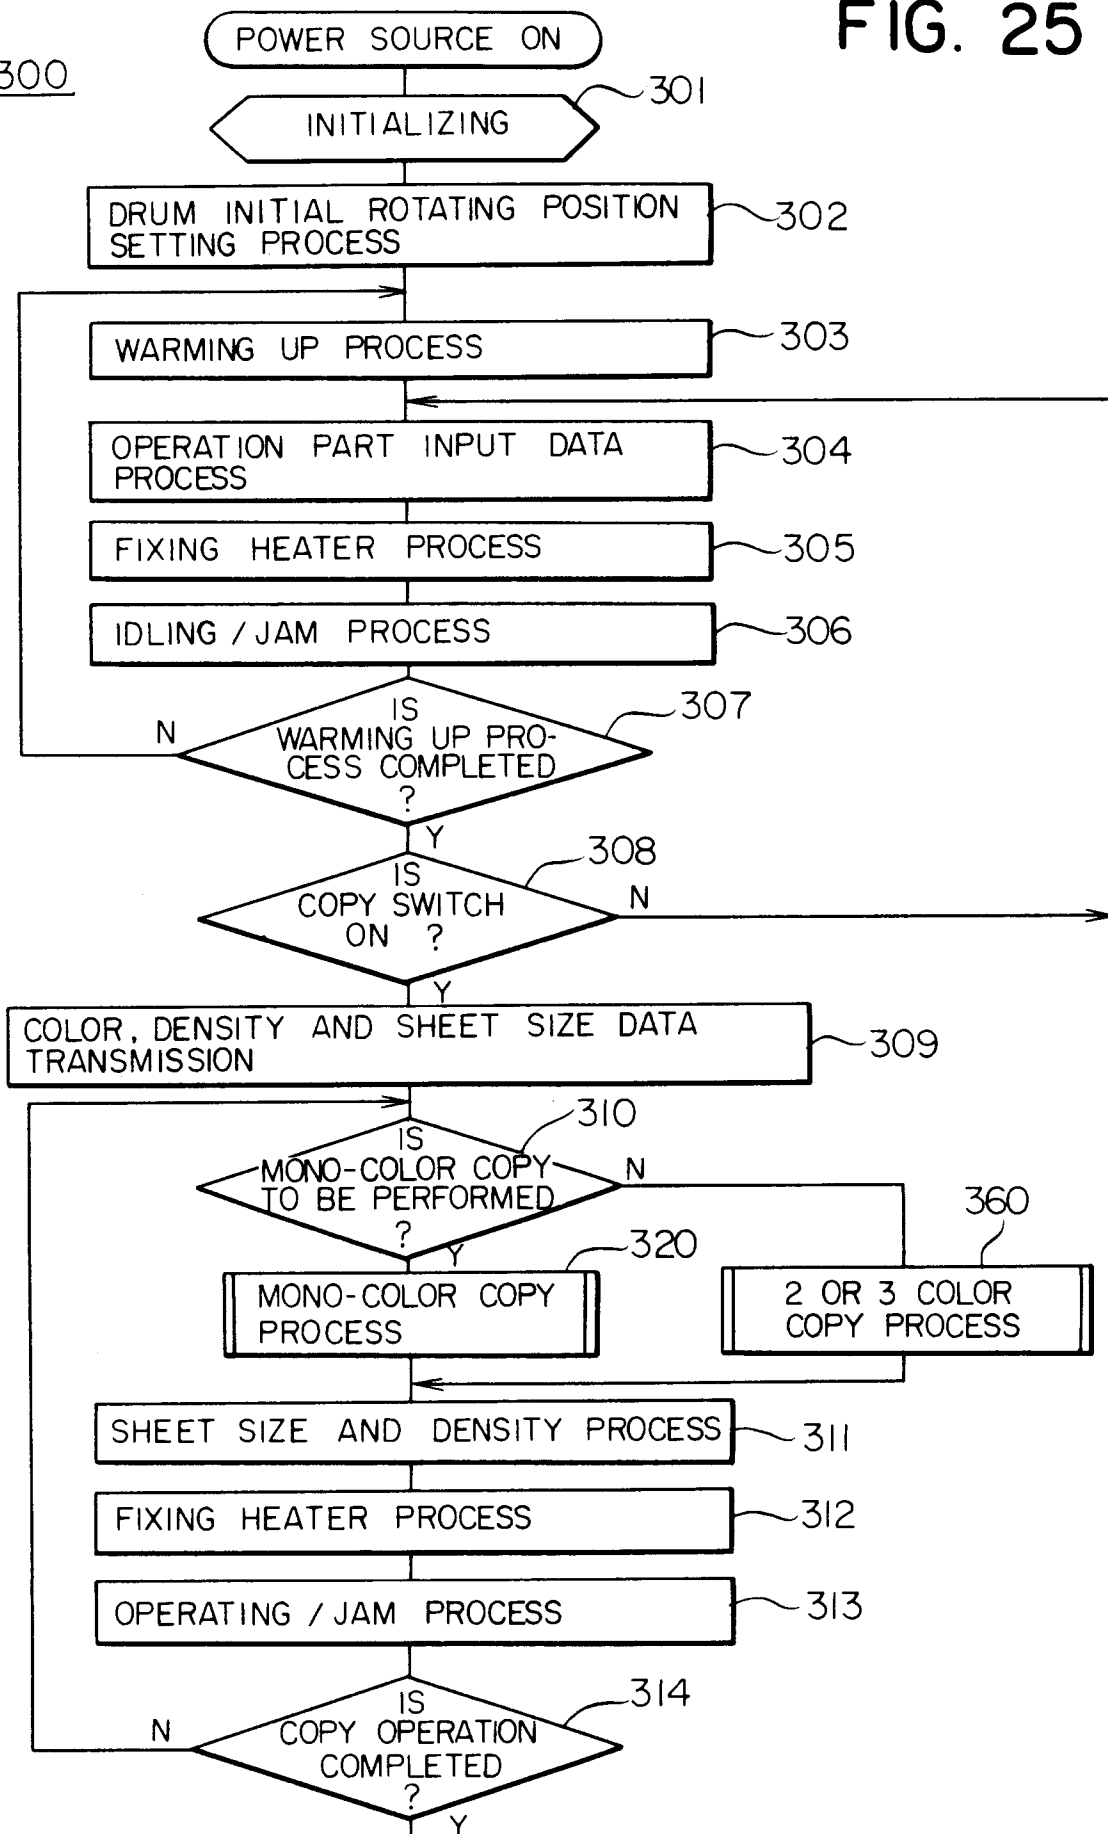 FIG. 25
300
POWER SOURCE ON
301
INITIALIZING
DRUM INITIAL ROTATING POSITION
SETTING PROCESS
302
WARMING UP PROCESS
303
OPERATION PART INPUT DATA
PROCESS
304
FIXING HEATER PROCESS
305
IDLING / JAM PROCESS
306
307
IS
WARMING UP PRO-
CESS COMPLETED
?
N
Y
308
IS
COPY SWITCH
ON ?
N
Y
COLOR, DENSITY AND SHEET SIZE DATA
TRANSMISSION
309
310
IS
MONO-COLOR COPY
TO BE PERFORMED
?
N
Y
320
MONO-COLOR COPY
PROCESS
360
2 OR 3 COLOR
COPY PROCESS
SHEET SIZE AND DENSITY PROCESS
311
FIXING HEATER PROCESS
312
OPERATING / JAM PROCESS
313
314
IS
COPY OPERATION
COMPLETED
?
N
Y